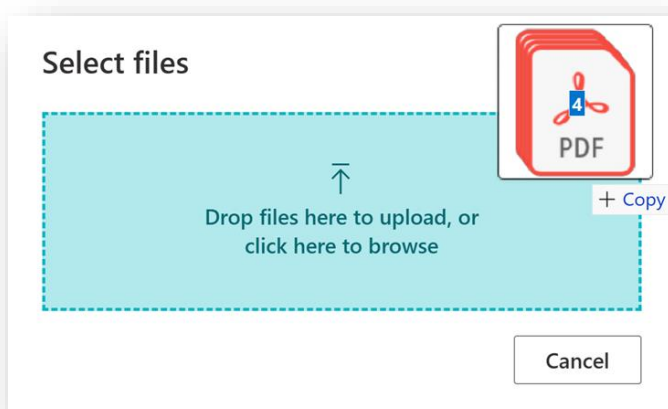 Select files
4
PDF
+ Copy
Drop files here to upload, or
click here to browse
Cancel